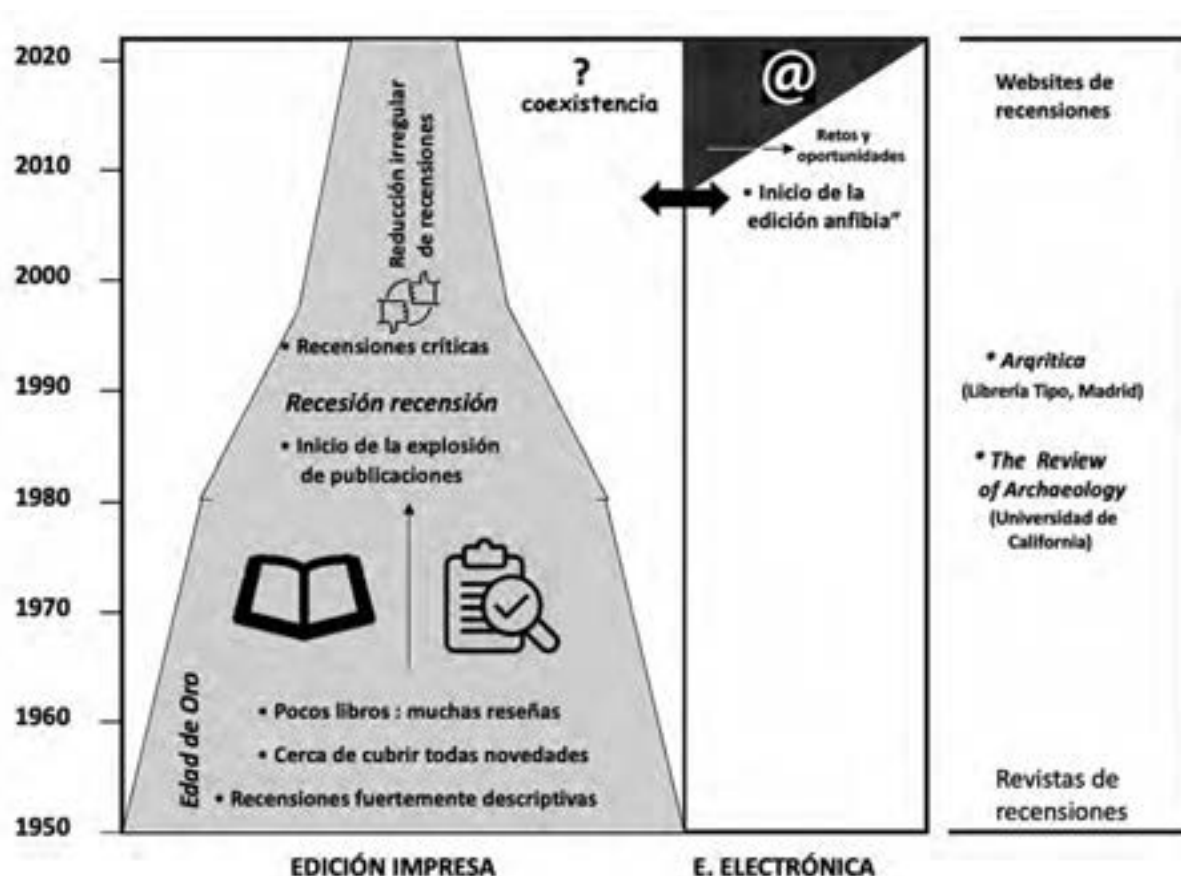 2020
2010
2000
1990
1980
1970
1960
1950
Reducción irregular
de recensiones
• Recensiones críticas
Recesión recensión
• Inicio de la explosión
de publicaciones
Edad de Oro
• Pocos libros : muchas reseñas
• Cerca de cubrir todas novedades
• Recensiones fuertemente descriptivas
EDICIÓN IMPRESA
?
coexistencia
@
Retos y
oportunidades
• Inicio de la
edición anfibia"
E. ELECTRÓNICA
Websites de
recensiones
* Arqritica
(Librería Tipo, Madrid)
* The Review
of Archaeology
(Universidad de
California)
Revistas de
recensiones